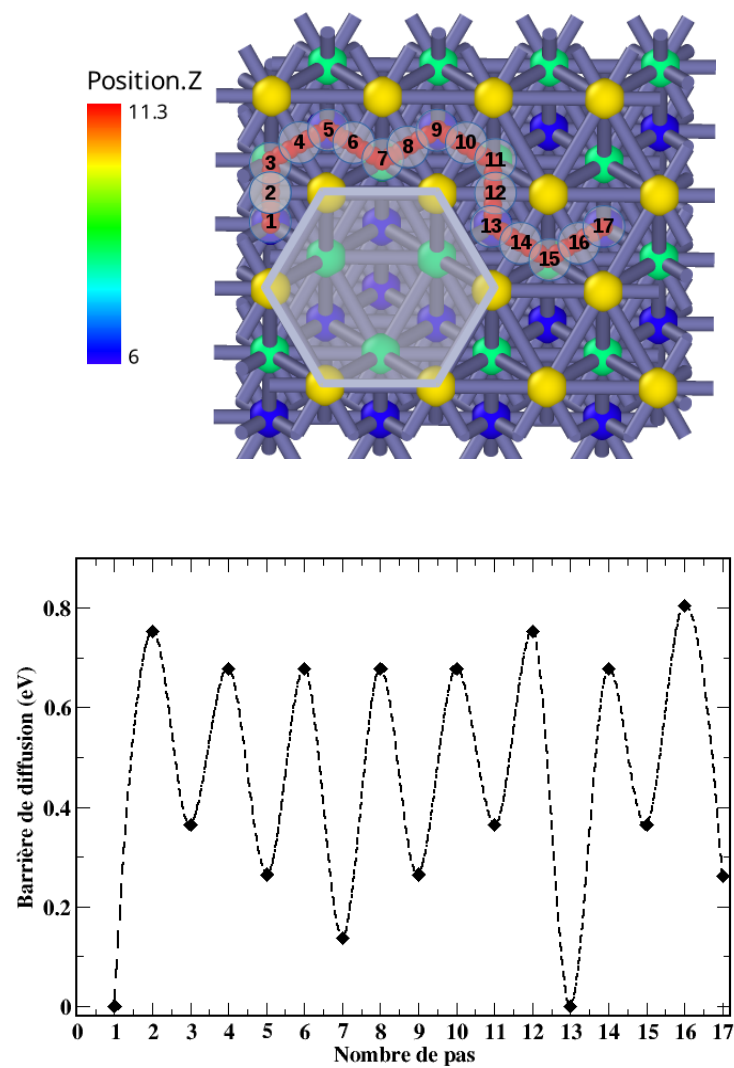 Position.Z
11.3
6
5 9
4 6 8 10
3 7 11
2 12
1 13 17
14 16
15
0.8
0.6
0.4
0.2
0
Barrière de diffusion (eV)
0 1 2 3 4 5 6 7 8 9 10 11 12 13 14 15 16 17
Nombre de pas